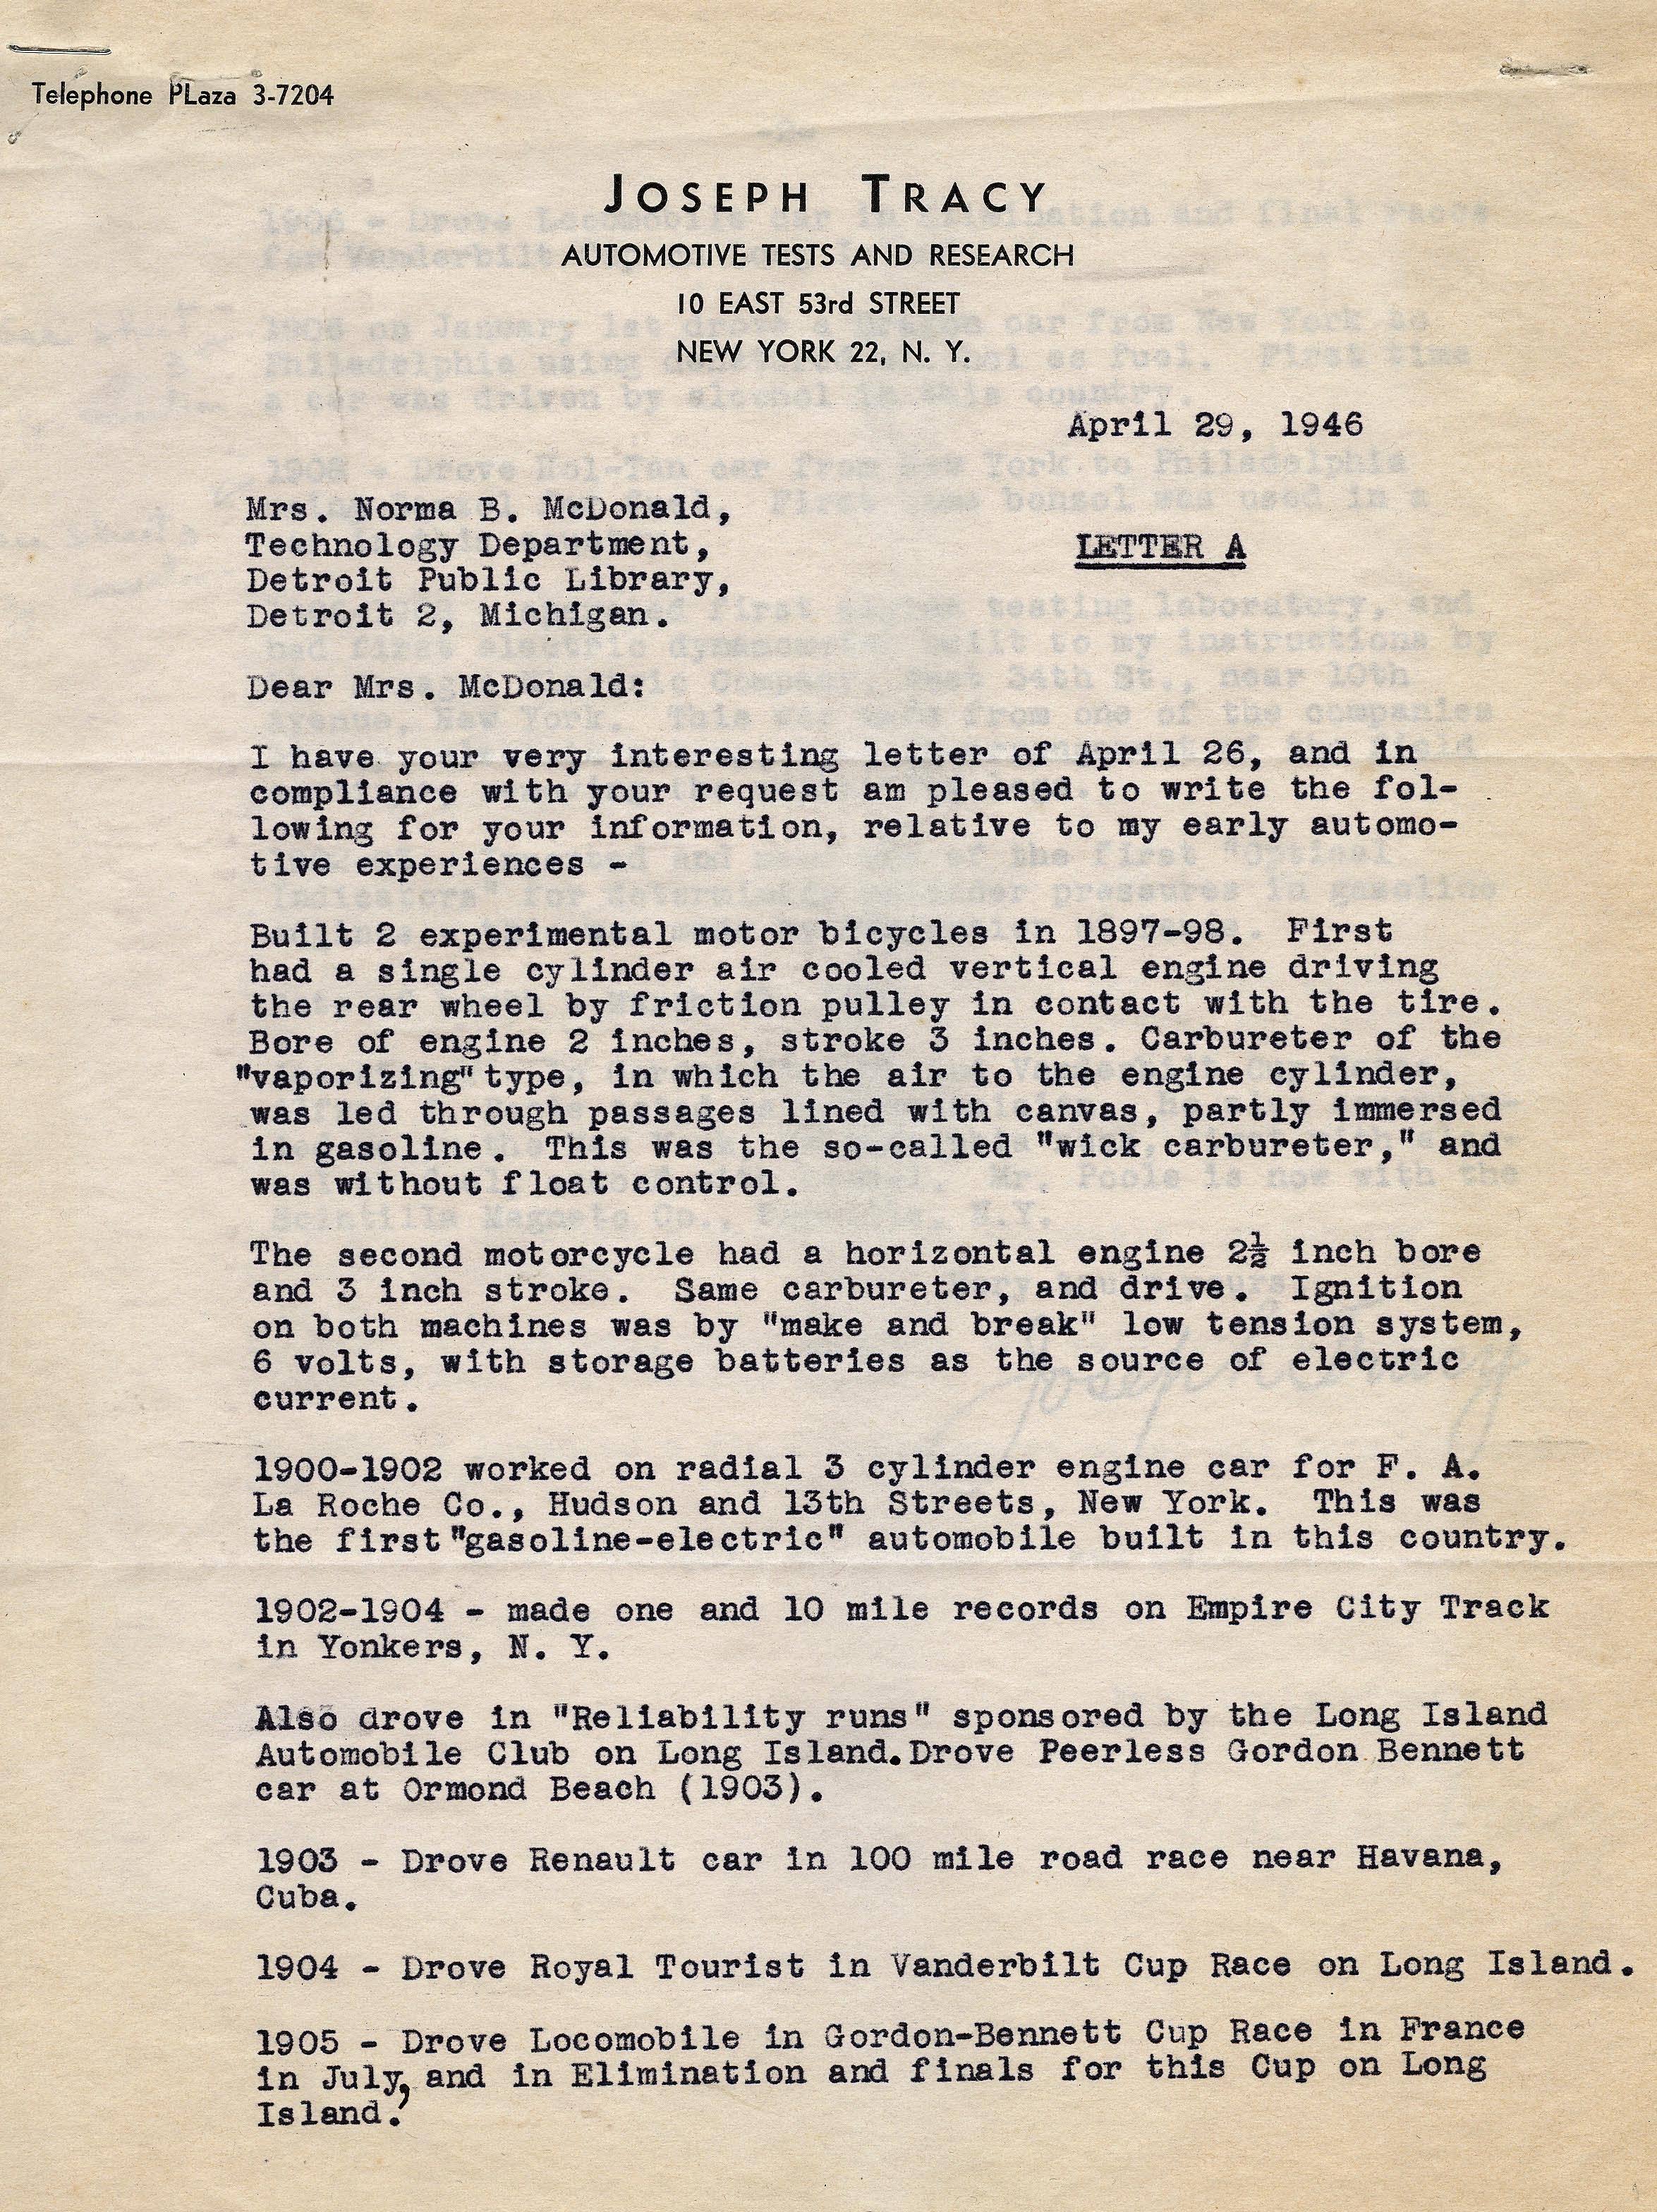 Telephone PLaza 3-7204
JOSEPH TRACY
AUTOMOTIVE TESTS AND RESEARCH
10 EAST 53rd STREET
NEW YORK 22, N. Y.
April 29, 1946
Mrs. Norma B. McDonald,
Technology Department,
Detroit Public Library,
Detroit 2, Michigan.
LETTER A
Dear Mrs. McDonald:
I have your very interesting letter of April 26, and in
compliance with your request am pleased to write the fol-
lowing for your information, relative to my early automo-
tive experiences -
Built 2 experimental motor bicycles in 1897-98. First
had a single cylinder air cooled vertical engine driving
the rear wheel by friction pulley in contact with the tire.
Bore of engine 2 inches, stroke 3 inches. Carbureter of the
"vaporizing" type, in which the air to the engine cylinder,
was led through passages lined with canvas, partly immersed
in gasoline. This was the so-called "wick carbureter," and
was without float control.
The second motorcycle had a horizontal engine 2½ inch bore
and 3 inch stroke. Same carbureter, and drive. Ignition
on both machines was by "make and break" low tension system,
6 volts, with storage batteries as the source of electric
current.
1900-1902 worked on radial 3 cylinder engine car for F. A.
La Roche Co., Hudson and 13th Streets, New York. This was
the first "gasoline-electric" automobile built in this country.
1902-1904 - made one and 10 mile records on Empire City Track
in Yonkers, N. Y.
Also drove in "Reliability runs" sponsored by the Long Island
Automobile Club on Long Island. Drove Peerless Gordon Bennett
car at Ormond Beach (1903).
1903 - Drove Renault car in 100 mile road race near Havana,
Cuba.
1904 - Drove Royal Tourist in Vanderbilt Cup Race on Long Island.
1905 - Drove Locomobile in Gordon-Bennett Cup Race in France
in July, and in Elimination and finals for this Cup on Long
Island.